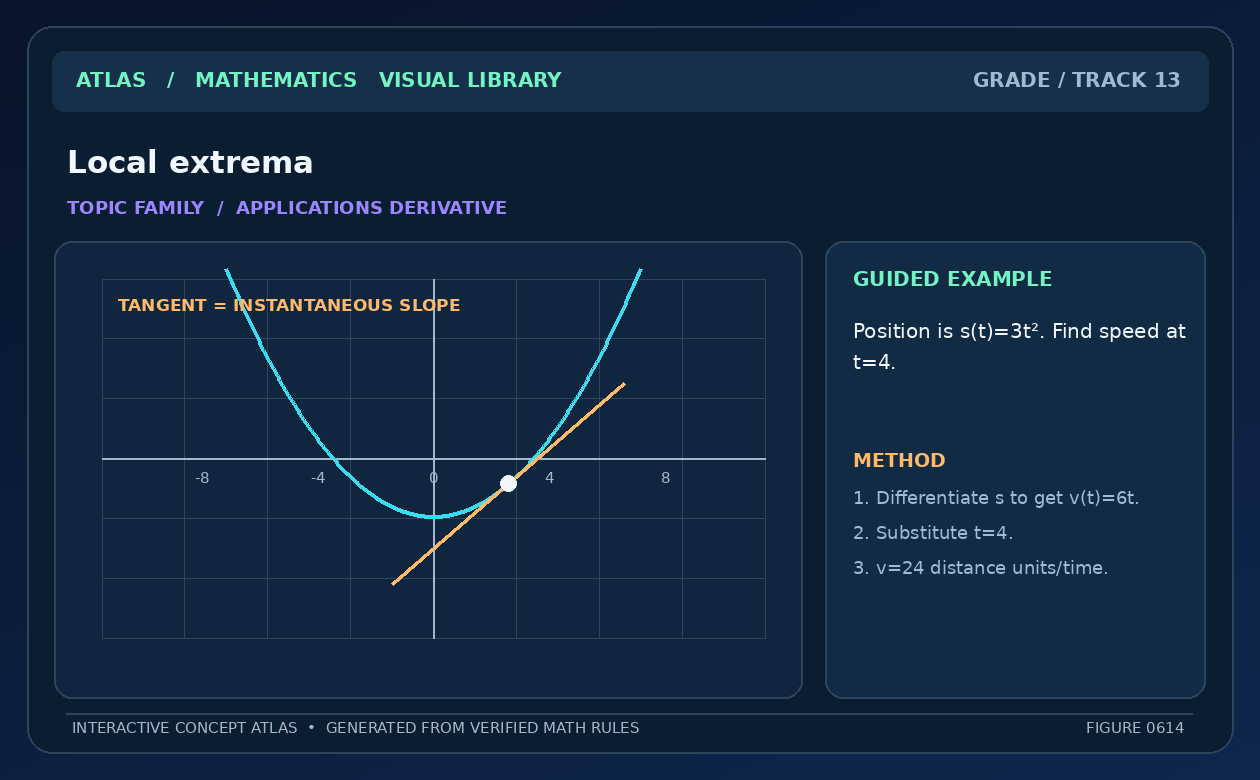 ATLAS / MATHEMATICS VISUAL LIBRARY
GRADE / TRACK 13
Local extrema
TOPIC FAMILY / APPLICATIONS DERIVATIVE
TANGENT = INSTANTANEOUS SLOPE
-8 -4 0 4 8
GUIDED EXAMPLE
Position is s(t)=3t². Find speed at
t=4.
METHOD
1. Differentiate s to get v(t)=6t.
2. Substitute t=4.
3. v=24 distance units/time.
INTERACTIVE CONCEPT ATLAS • GENERATED FROM VERIFIED MATH RULES
FIGURE 0614